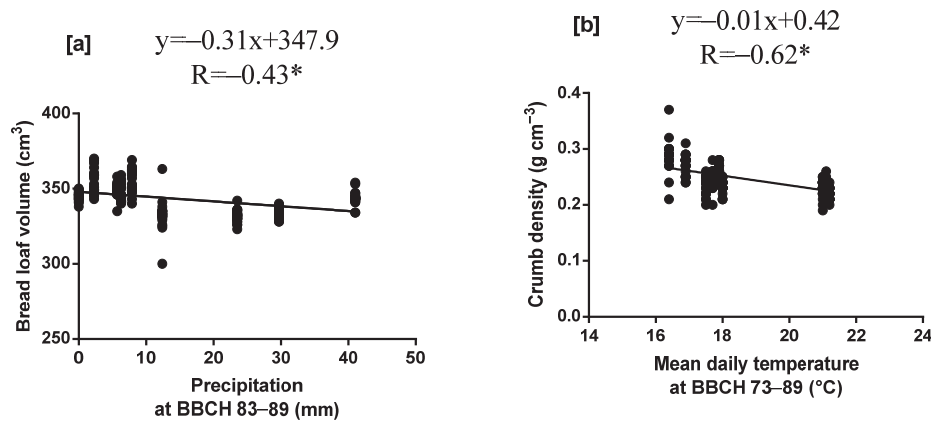 [a]
y=–0.31x+347.9
R=–0.43*
Bread loaf volume (cm³)
400
350
300
250
0 10 20 30 40 50
Precipitation
at BBCH 83–89 (mm)
[b]
y=–0.01x+0.42
R=–0.62*
Crumb density (g cm⁻³)
0.4
0.3
0.2
0.1
0.0
14 16 18 20 22 24
Mean daily temperature
at BBCH 73–89 (°C)